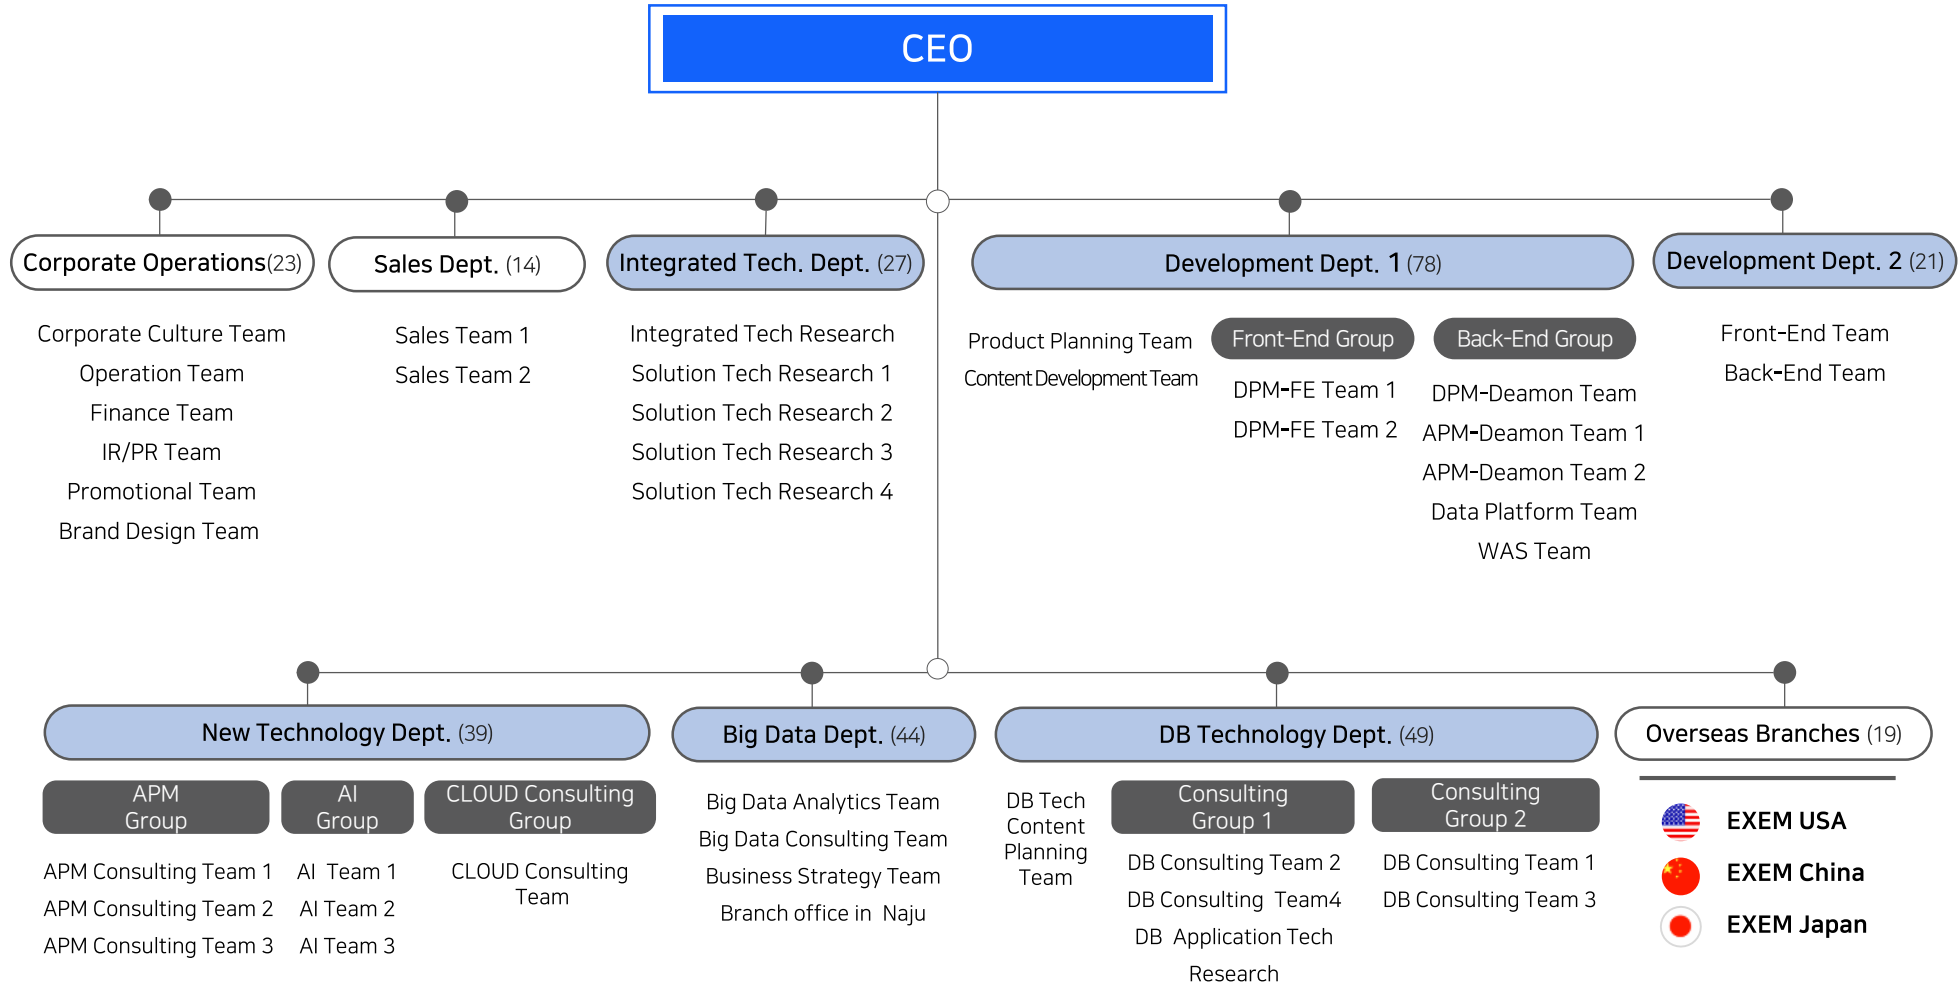 CEO
Corporate Operations(23)
Corporate Culture Team
Operation Team
Finance Team
IR/PR Team
Promotional Team
Brand Design Team
Sales Dept. (14)
Sales Team 1
Sales Team 2
Integrated Tech. Dept. (27)
Integrated Tech Research
Solution Tech Research 1
Solution Tech Research 2
Solution Tech Research 3
Solution Tech Research 4
Development Dept. 1 (78)
Product Planning Team
Content Development Team
Front-End Group
DPM-FE Team 1
DPM-FE Team 2
Back-End Group
DPM-Deamon Team
APM-Deamon Team 1
APM-Deamon Team 2
Data Platform Team
WAS Team
Development Dept. 2 (21)
Front-End Team
Back-End Team
New Technology Dept. (39)
APM
Group
APM Consulting Team 1
APM Consulting Team 2
APM Consulting Team 3
AI
Group
AI Team 1
AI Team 2
AI Team 3
CLOUD Consulting
Group
CLOUD Consulting
Team
Big Data Dept. (44)
Big Data Analytics Team
Big Data Consulting Team
Business Strategy Team
Branch office in Naju
DB Technology Dept. (49)
DB Tech
Content
Planning
Team
Consulting
Group 1
DB Consulting Team 2
DB Consulting Team4
DB Application Tech
Research
Consulting
Group 2
DB Consulting Team 1
DB Consulting Team 3
Overseas Branches (19)
EXEM USA
EXEM China
EXEM Japan